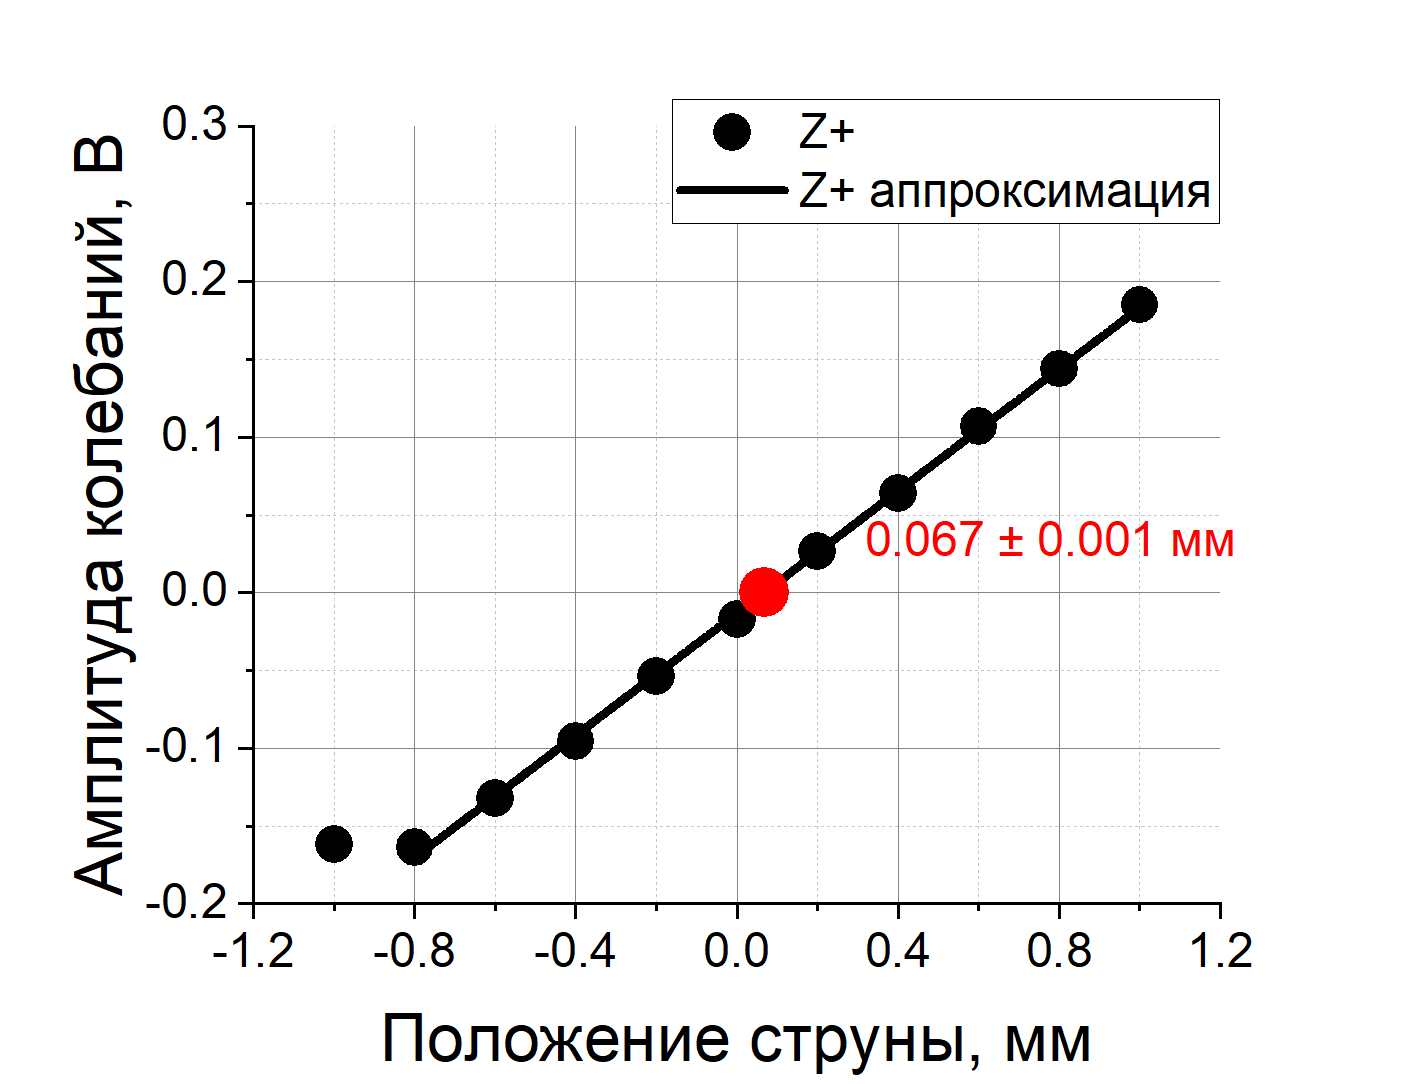 Z+
Z+ аппроксимация
Амплитуда колебаний, В
0.3
0.2
0.1
0.0
-0.1
-0.2
0.067 ± 0.001 мм
-1.2 -0.8 -0.4 0.0 0.4 0.8 1.2
Положение струны, мм